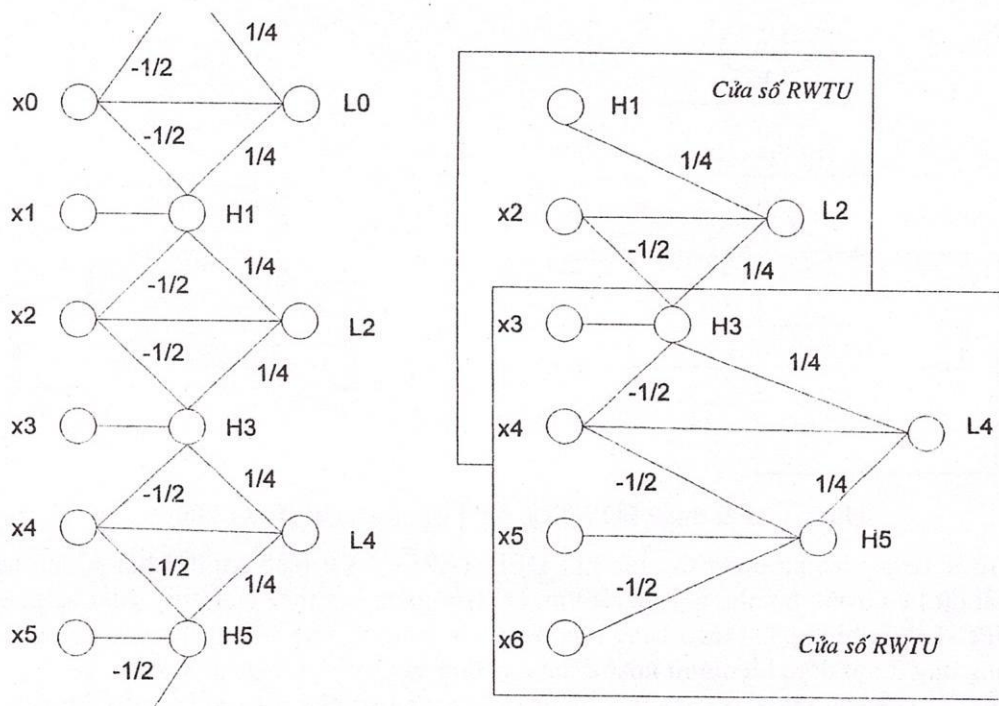 1/4
-1/2
x0
L0
-1/2
1/4
x1
H1
-1/2
1/4
x2
L2
-1/2
1/4
x3
H3
-1/2
1/4
x4
L4
-1/2
1/4
x5
H5
-1/2
Cửa số RWTU
H1
1/4
x2
L2
-1/2
1/4
x3
H3
1/4
-1/2
x4
L4
-1/2
1/4
x5
H5
-1/2
x6
Cửa số RWTU